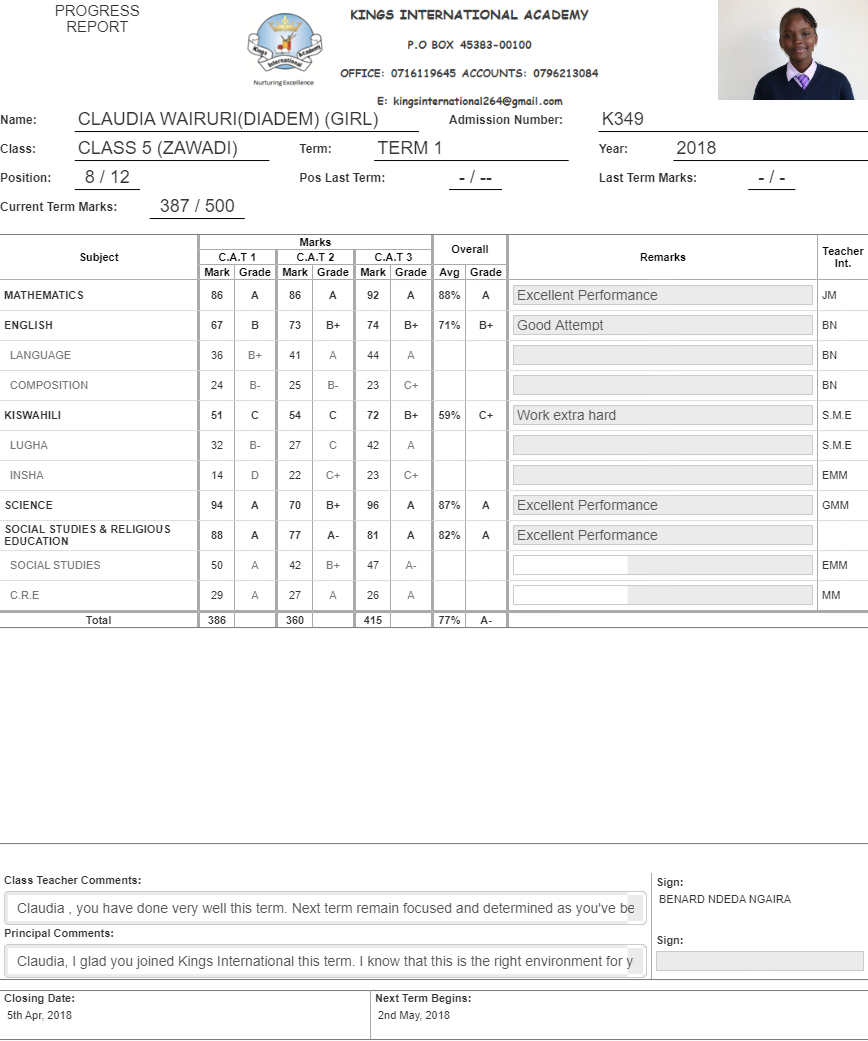 PROGRESS
REPORT
Kings International Academy
Nurturing Excellence
KINGS INTERNATIONAL ACADEMY
P.O BOX 45383-00100
OFFICE: 0716119645 ACCOUNTS: 0796213084
E: kingsinternational264@gmail.com
Name: CLAUDIA WAIRURI(DIADEM) (GIRL) Admission Number: K349
Class: CLASS 5 (ZAWADI) Term: TERM 1 Year: 2018
Position: 8 / 12 Pos Last Term: - / -- Last Term Marks: - / -
Current Term Marks: 387 / 500
Subject Marks Overall Remarks Teacher Int.
C.A.T 1 C.A.T 2 C.A.T 3
Mark Grade Mark Grade Mark Grade Avg Grade
MATHEMATICS 86 A 86 A 92 A 88% A Excellent Performance JM
ENGLISH 67 B 73 B+ 74 B+ 71% B+ Good Attempt BN
LANGUAGE 36 B+ 41 A 44 A BN
COMPOSITION 24 B- 25 B- 23 C+ BN
KISWAHILI 51 C 54 C 72 B+ 59% C+ Work extra hard S.M.E
LUGHA 32 B- 27 C 42 A S.M.E
INSHA 14 D 22 C+ 23 C+ EMM
SCIENCE 94 A 70 B+ 96 A 87% A Excellent Performance GMM
SOCIAL STUDIES & RELIGIOUS
EDUCATION 88 A 77 A- 81 A 82% A Excellent Performance
SOCIAL STUDIES 50 A 42 B+ 47 A- EMM
C.R.E 29 A 27 A 26 A MM
Total 386 360 415 77% A-
Class Teacher Comments:
Claudia , you have done very well this term. Next term remain focused and determined as you've be
Sign:
BENARD NDEDA NGAIRA
Principal Comments:
Claudia, I glad you joined Kings International this term. I know that this is the right environment for y
Sign:
Closing Date: Next Term Begins:
5th Apr, 2018 2nd May, 2018